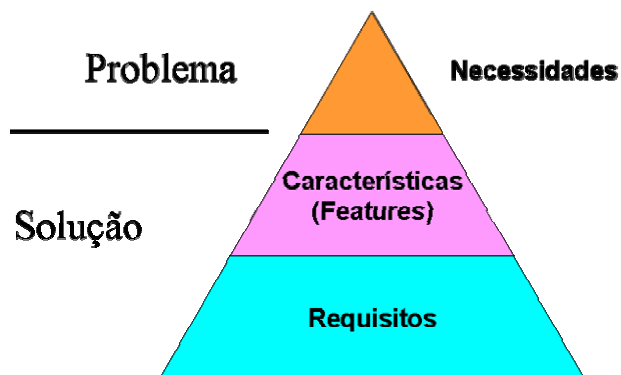 Problema
Necessidades
Características
(Features)
Solução
Requisitos